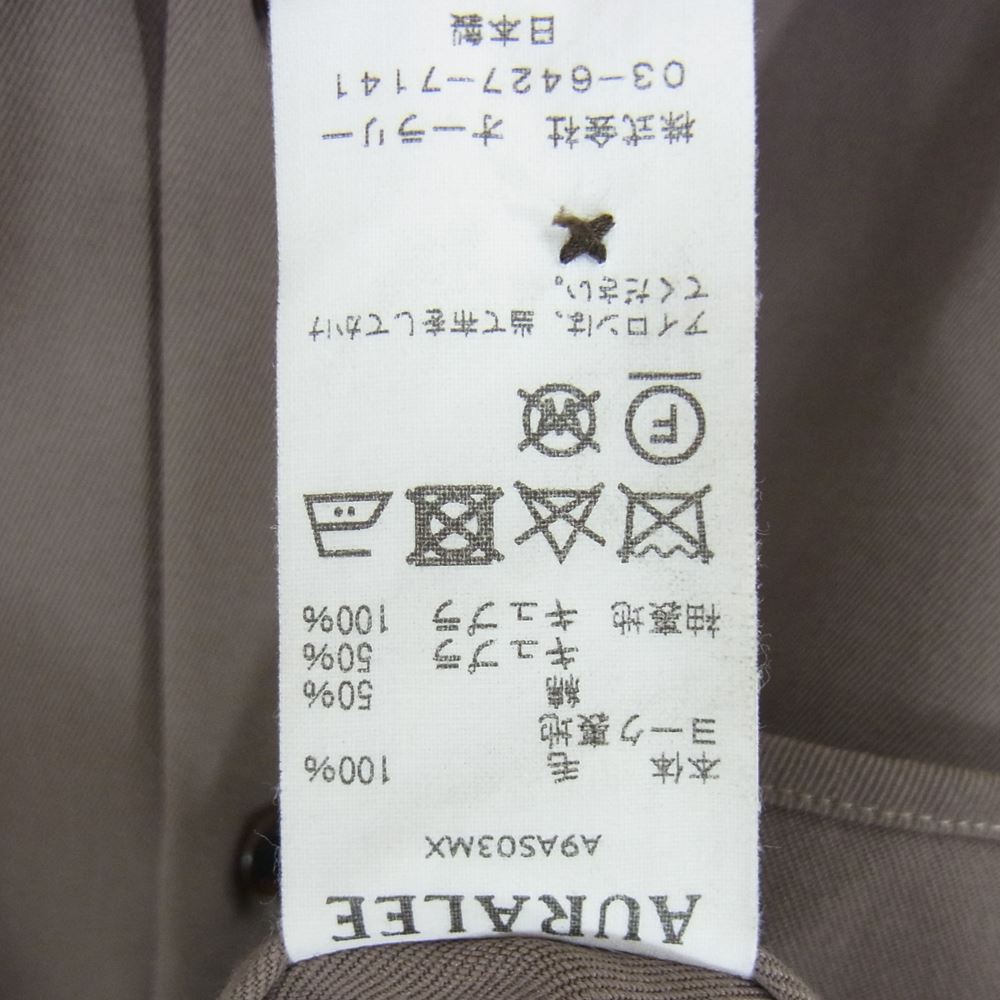 AURALEE
A9AS03MX
本体 毛 100%
ヨーク裏地
綿 50%
キュプラ 50%
袖裏地 キュプラ 100%
F
W
アイロンは、当て布をしてかけ
てください。
株式会社 オーラリー
03-6427-7141
日本製